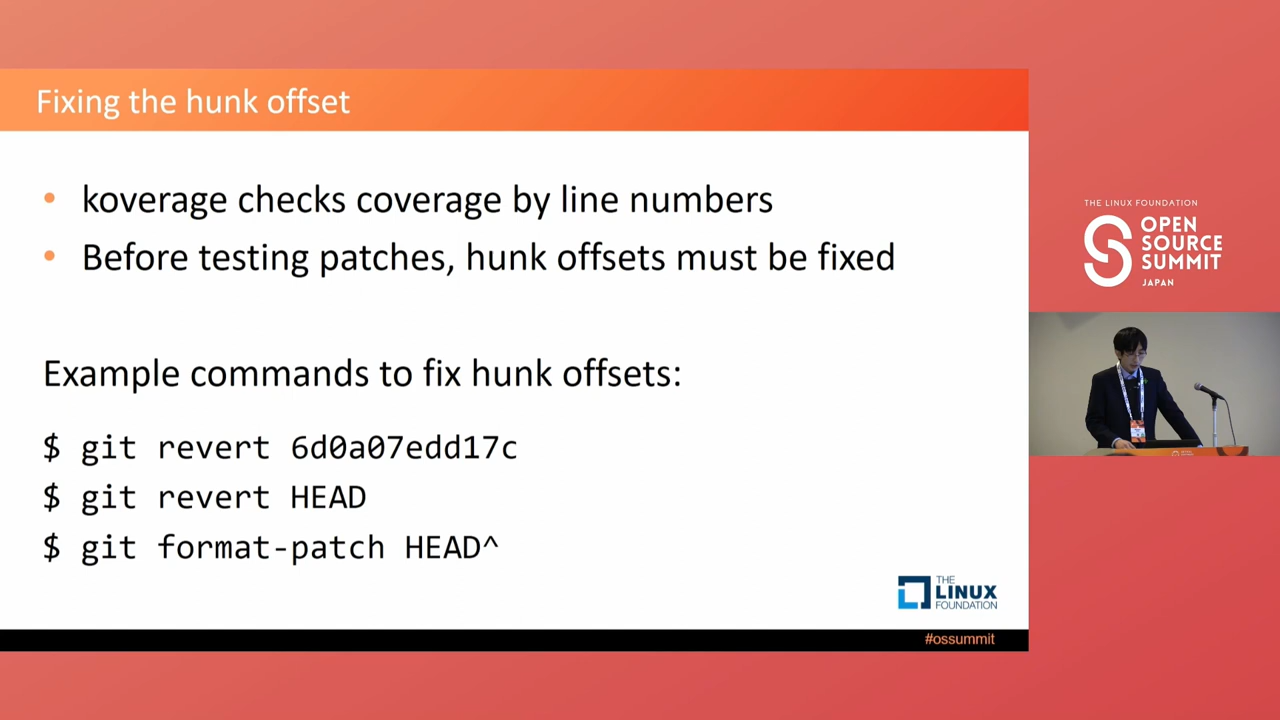 Fixing the hunk offset
• koverage checks coverage by line numbers
• Before testing patches, hunk offsets must be fixed
Example commands to fix hunk offsets:
$ git revert 6d0a07edd17c
$ git revert HEAD
$ git format-patch HEAD^
THE
LINUX
FOUNDATION
#ossummit
THE LINUX FOUNDATION
OPEN
SOURCE
SUMMIT
JAPAN